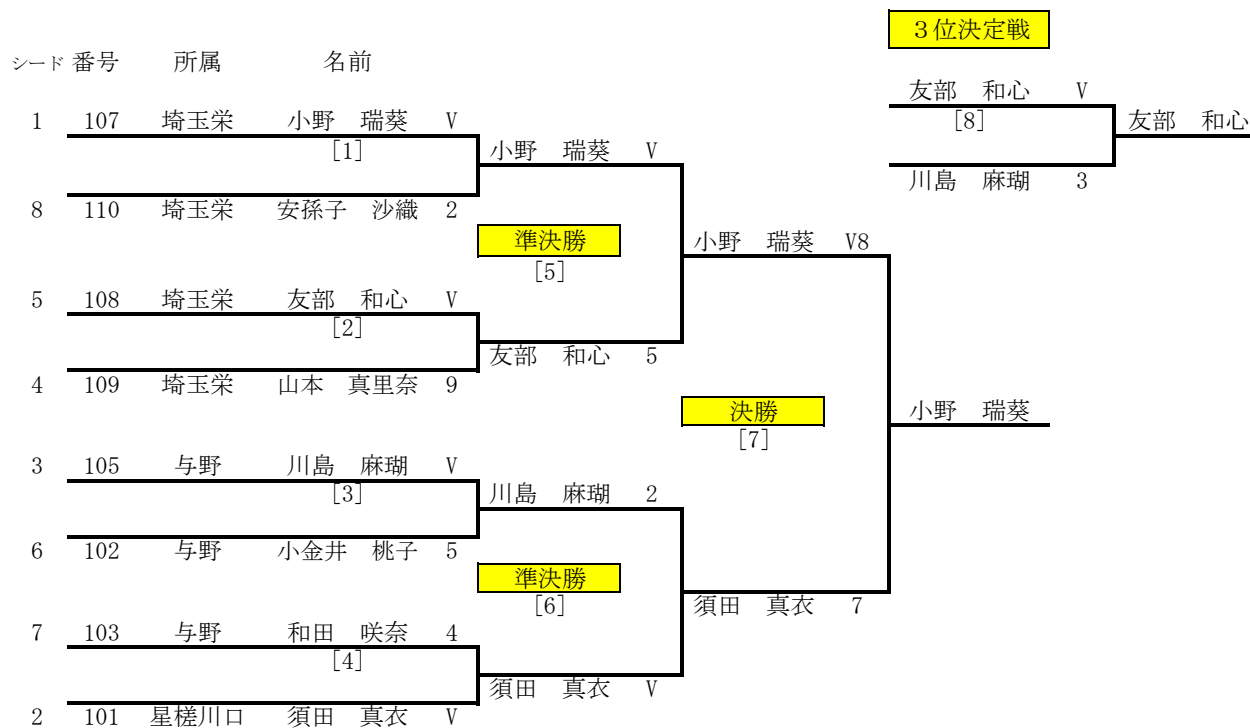 ３位決定戦
シード 番号 所属 名前
友部 和心 V
1 107 埼玉栄 小野 瑞葵 V
[8]
友部 和心
[1]
小野 瑞葵 V
川島 麻瑚 3
8 110 埼玉栄 安孫子 沙織 2
準決勝
小野 瑞葵 V8
[5]
5 108 埼玉栄 友部 和心 V
[2]
友部 和心 5
4 109 埼玉栄 山本 真里奈 9
決勝
小野 瑞葵
[7]
3 105 与野 川島 麻瑚 V
[3]
川島 麻瑚 2
6 102 与野 小金井 桃子 5
準決勝
[6]
須田 真衣 7
7 103 与野 和田 咲奈 4
[4]
須田 真衣 V
2 101 星槎川口 須田 真衣 V